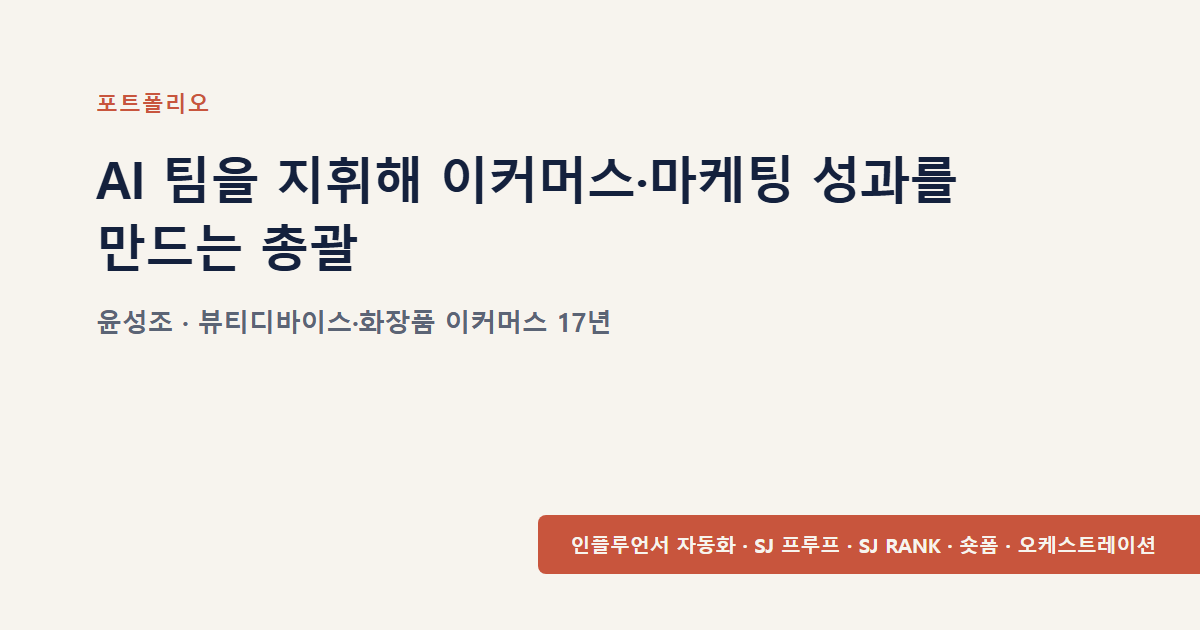 포트폴리오
AI 팀을 지휘해 이커머스·마케팅 성과를
만드는 총괄
윤성조 · 뷰티디바이스·화장품 이커머스 17년
인플루언서 자동화 · SJ 프루프 · SJ RANK · 숏폼 · 오케스트레이션